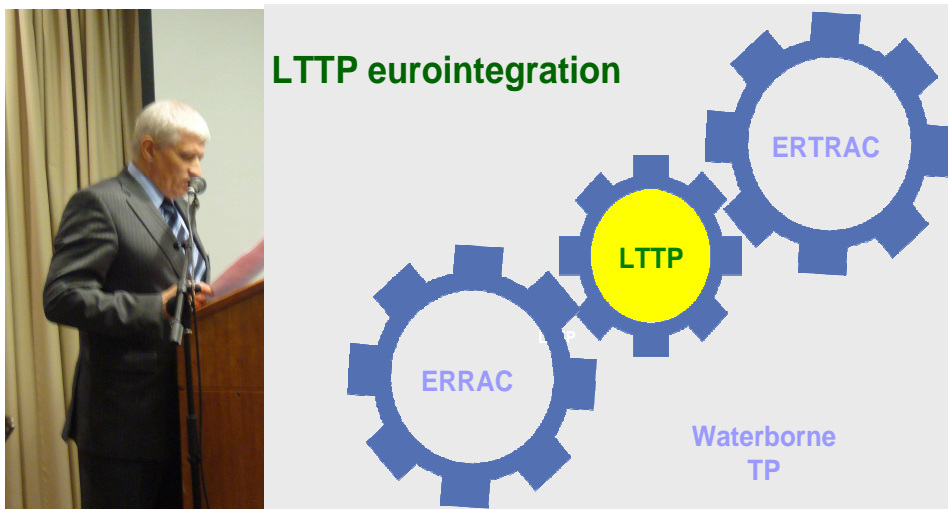 LTTP eurointegration
ERTRAC
LTTP
ERRAC
Waterborne
TP